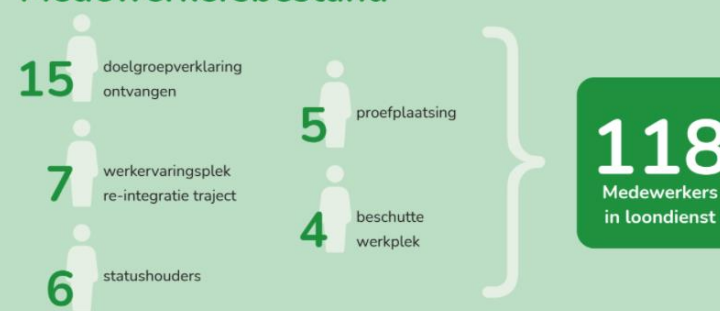 Medewerkersbestand
15
doelgroepverklaring
ontvangen
7
werkervaringsplek
re-integratie traject
6
statushouders
5
proefplaatsing
4
beschutte
werkplek
118
Medewerkers
in loondienst